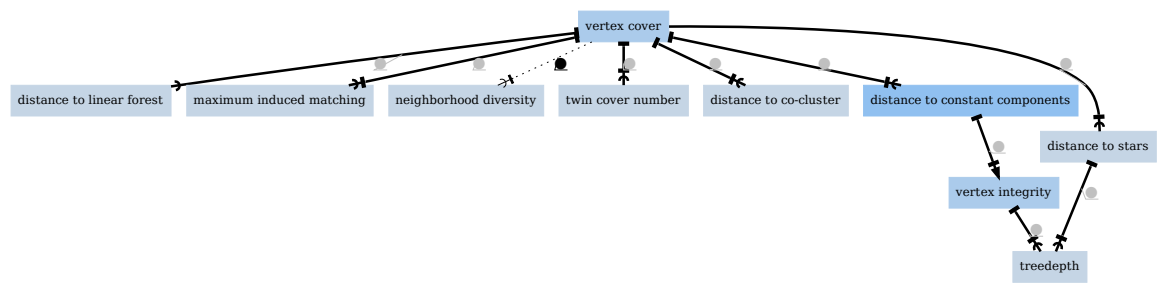 vertex cover
distance to linear forest
maximum induced matching
neighborhood diversity
twin cover number
distance to co-cluster
distance to constant components
distance to stars
vertex integrity
treedepth